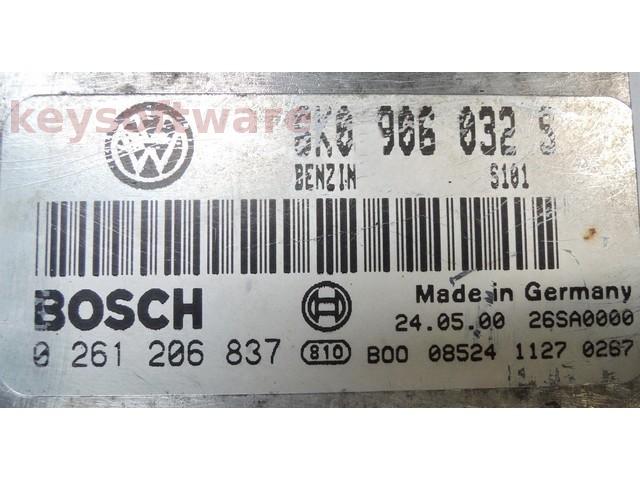 keysoftware
6K0 906 032 S
BENZIN S101
BOSCH
Made in Germany
24.05.00 26SA0000
0 261 206 837 810 B00 08524 1127 0267